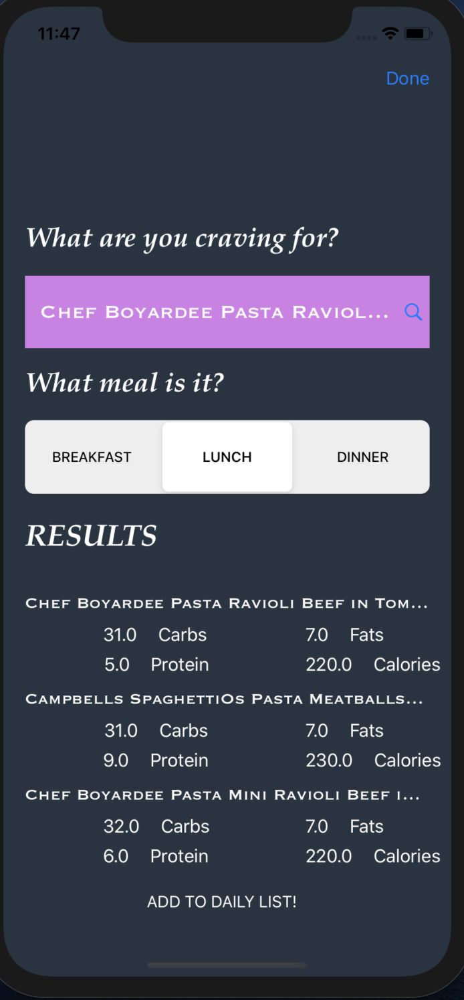 11:47
Done
What are you craving for?
Chef Boyardee Pasta Raviol...
What meal is it?
BREAKFAST LUNCH DINNER
RESULTS
Chef Boyardee Pasta Ravioli Beef in Tom...
31.0 Carbs 7.0 Fats
5.0 Protein 220.0 Calories
Campbells SpaghettiOs Pasta Meatballs...
31.0 Carbs 7.0 Fats
9.0 Protein 230.0 Calories
Chef Boyardee Pasta Mini Ravioli Beef i...
32.0 Carbs 7.0 Fats
6.0 Protein 220.0 Calories
ADD TO DAILY LIST!